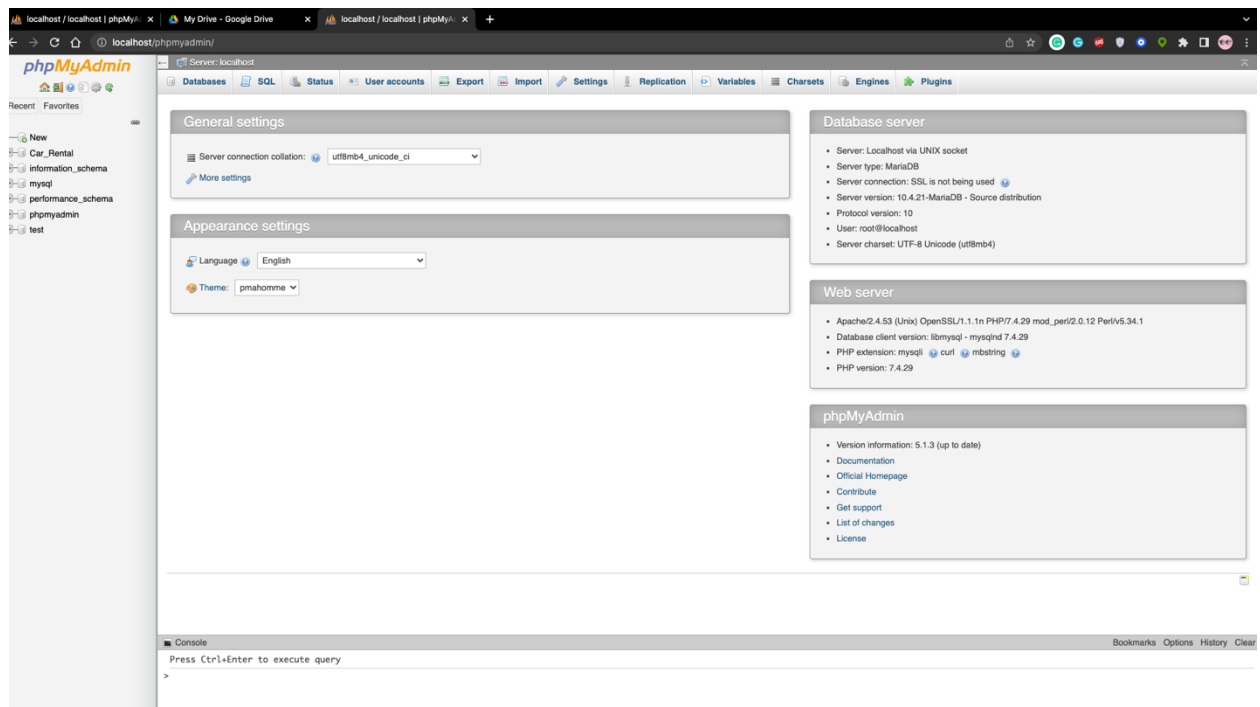 localhost / localhost | phpMyA
My Drive - Google Drive
localhost / localhost | phpMyA
localhost/phpmyadmin/
phpMyAdmin
Recent Favorites
New
Car_Rental
information_schema
mysql
performance_schema
phpmyadmin
test
Server: localhost
Databases SQL Status User accounts Export Import Settings Replication Variables Charsets Engines Plugins
General settings
Server connection collation: utf8mb4_unicode_ci
More settings
Appearance settings
Language English
Theme: pmahomme
Database server
• Server: Localhost via UNIX socket
• Server type: MariaDB
• Server connection: SSL is not being used
• Server version: 10.4.21-MariaDB - Source distribution
• Protocol version: 10
• User: root@localhost
• Server charset: UTF-8 Unicode (utf8mb4)
Web server
• Apache/2.4.53 (Unix) OpenSSL/1.1.1n PHP/7.4.29 mod_perl/2.0.12 Perl/v5.34.1
• Database client version: libmysql - mysqlnd 7.4.29
• PHP extension: mysqli curl mbstring
• PHP version: 7.4.29
phpMyAdmin
• Version information: 5.1.3 (up to date)
• Documentation
• Official Homepage
• Contribute
• Get support
• List of changes
• License
Console
Bookmarks Options History Clear
Press Ctrl+Enter to execute query
>